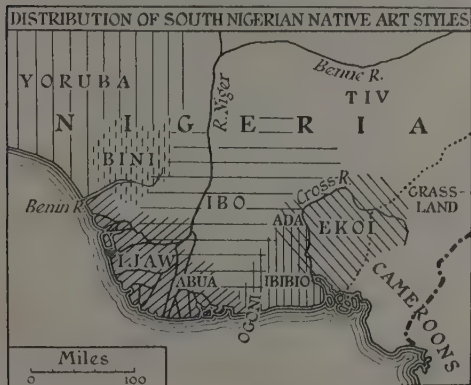 DISTRIBUTION OF SOUTH NIGERIAN NATIVE ART STYLES
YORUBA
Benue R.
TIV
R. Niger
NIGERIA
BINI
Benin R.
IBO
Cross-R.
GRASS-
LAND
ADA
EKOI
IJAW
ABUA
IBIBIO
OGONI
CAMEROONS
Miles
0 100